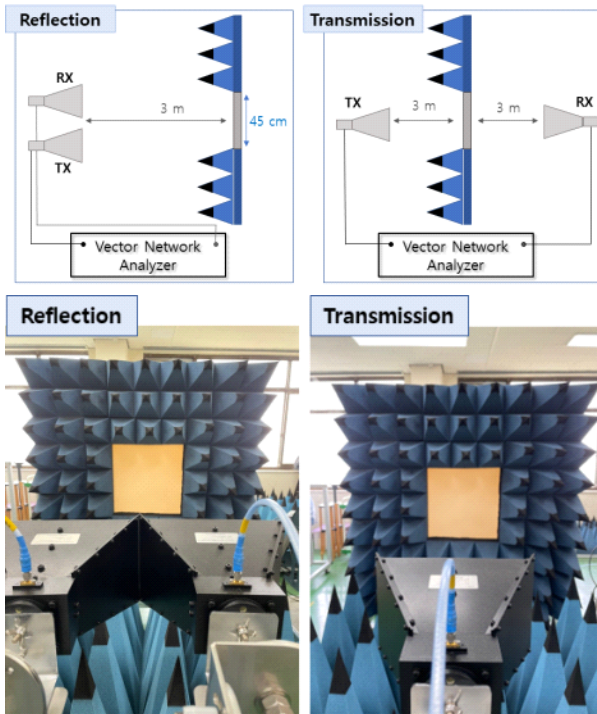 Reflection
Transmission
RX
TX
3 m
45 cm
Vector Network
Analyzer
TX
RX
3 m
3 m
Vector Network
Analyzer
Reflection
Transmission